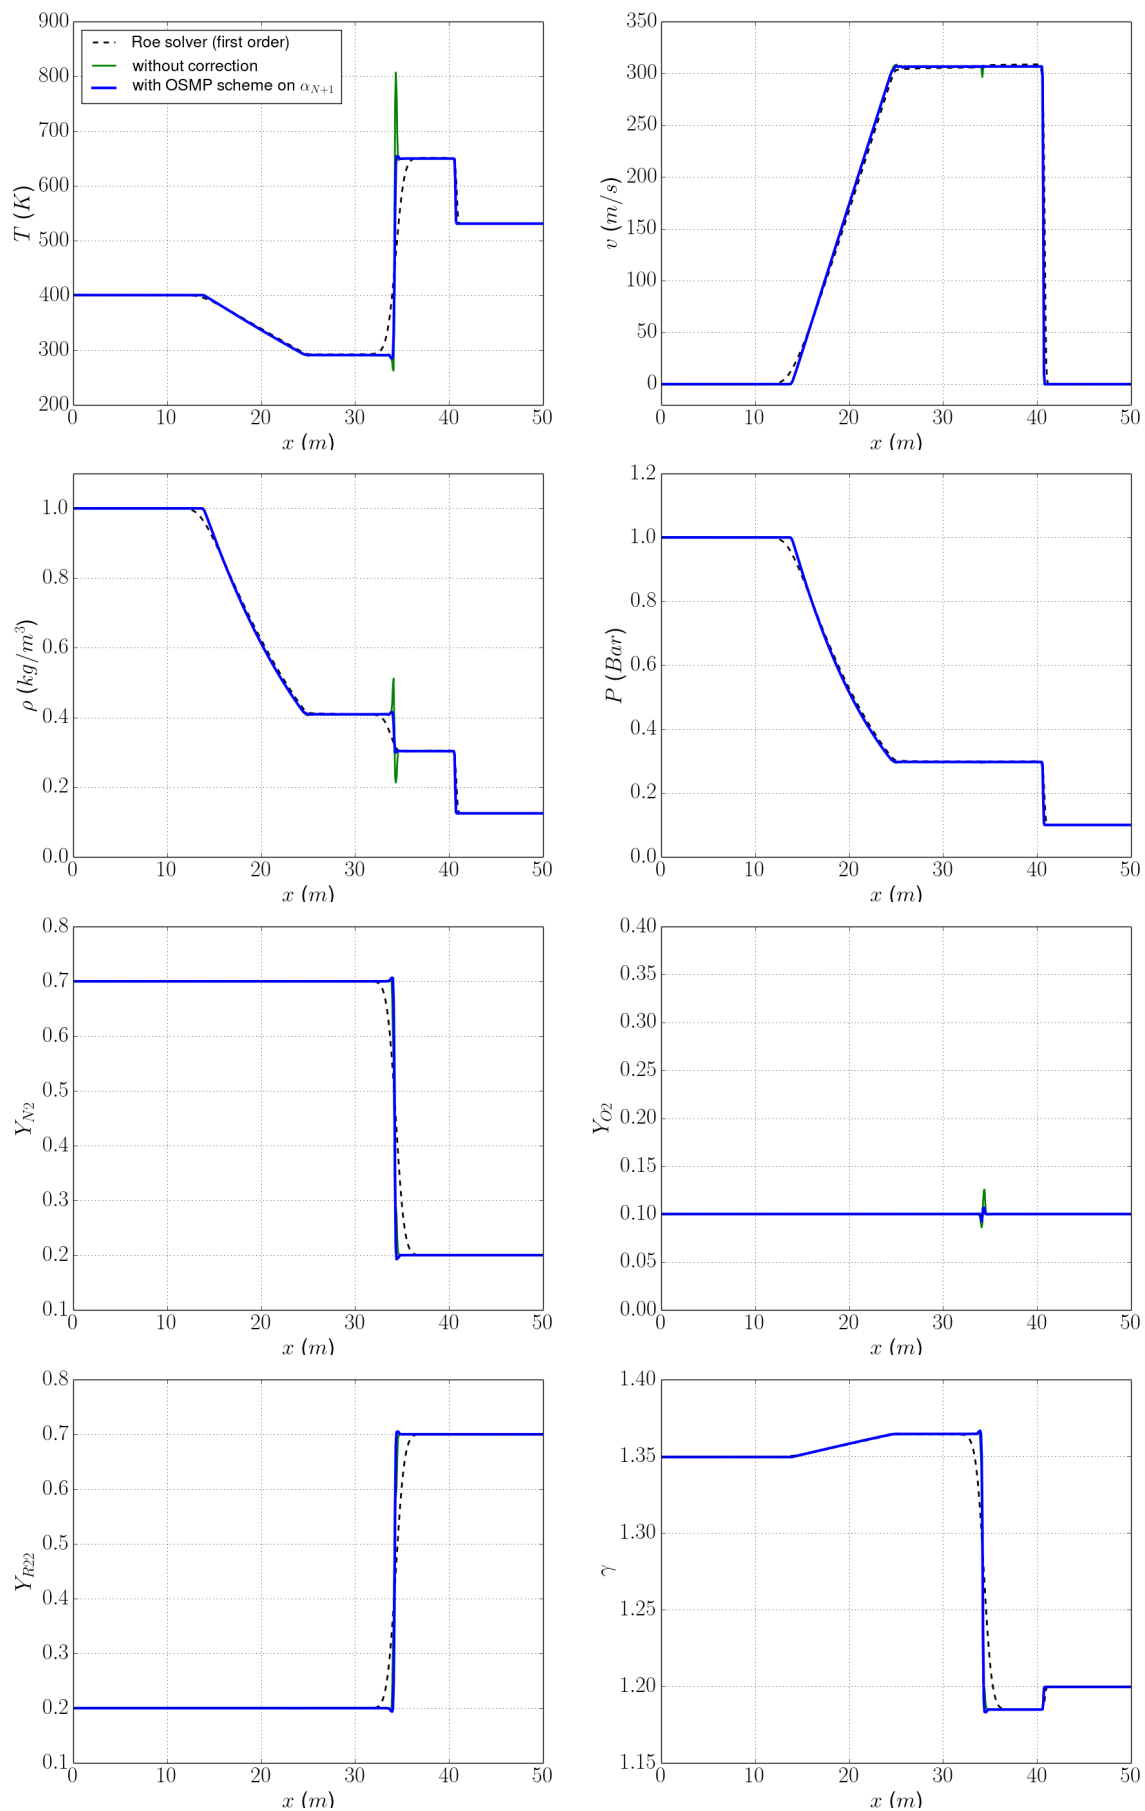 900
800
700
600
500
400
300
200
0 10 20 30 40 50
x (m)
T (K)
Roe solver (first order)
without correction
with OSMP scheme on α_{N+1}
350
300
250
200
150
100
50
0
0 10 20 30 40 50
x (m)
v (m/s)
1.0
0.8
0.6
0.4
0.2
0.0
0 10 20 30 40 50
x (m)
ρ (kg/m³)
1.2
1.0
0.8
0.6
0.4
0.2
0.0
0 10 20 30 40 50
x (m)
P (Bar)
0.8
0.7
0.6
0.5
0.4
0.3
0.2
0.1
0 10 20 30 40 50
x (m)
Y_{N2}
0.40
0.35
0.30
0.25
0.20
0.15
0.10
0.05
0.00
0 10 20 30 40 50
x (m)
Y_{O2}
0.8
0.7
0.6
0.5
0.4
0.3
0.2
0.1
0 10 20 30 40 50
x (m)
Y_{R22}
1.40
1.35
1.30
1.25
1.20
1.15
0 10 20 30 40 50
x (m)
γ